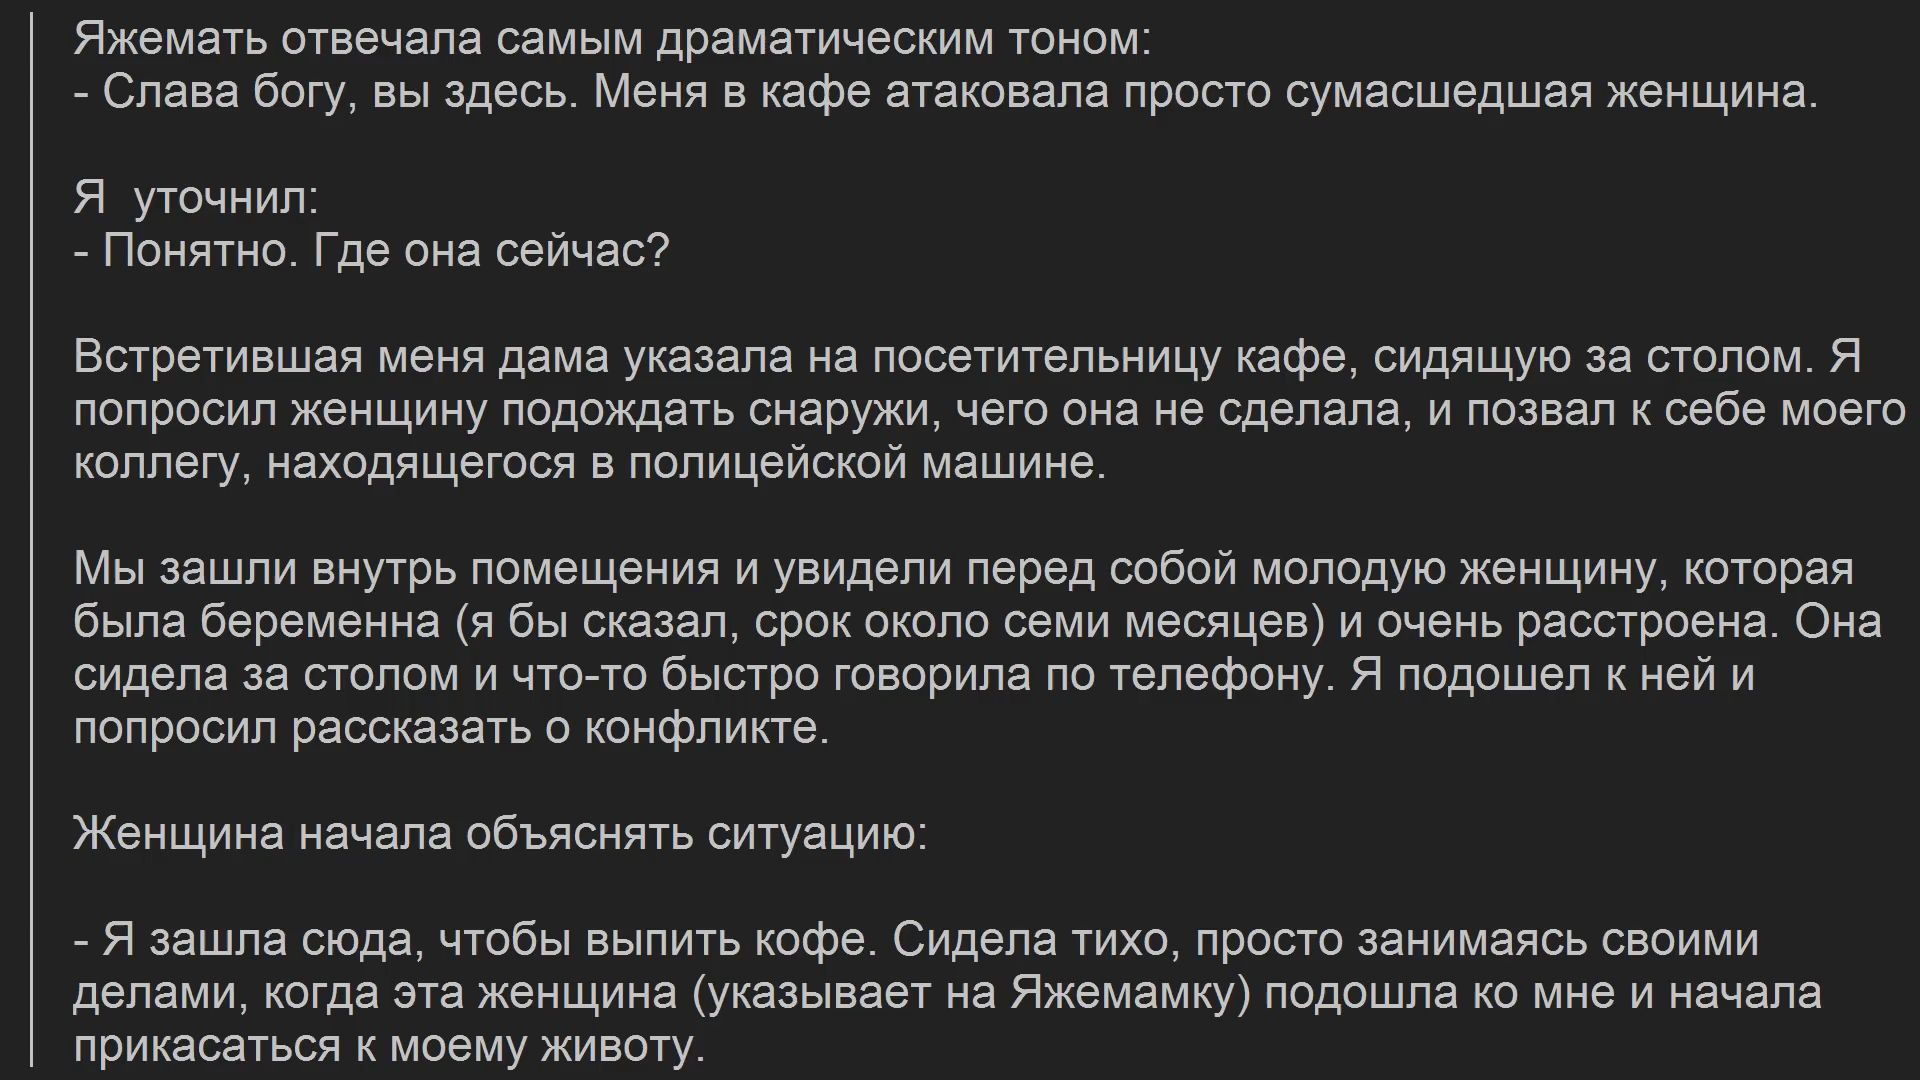 Яжемать отвечала самым драматическим тоном:
- Слава богу, вы здесь. Меня в кафе атаковала просто сумасшедшая женщина.
Я  уточнил:
- Понятно. Где она сейчас?
Встретившая меня дама указала на посетительницу кафе, сидящую за столом. Я
попросил женщину подождать снаружи, чего она не сделала, и позвал к себе моего
коллегу, находящегося в полицейской машине.
Мы зашли внутрь помещения и увидели перед собой молодую женщину, которая
была беременна (я бы сказал, срок около семи месяцев) и очень расстроена. Она
сидела за столом и что-то быстро говорила по телефону. Я подошел к ней и
попросил рассказать о конфликте.
Женщина начала объяснять ситуацию:
- Я зашла сюда, чтобы выпить кофе. Сидела тихо, просто занимаясь своими
делами, когда эта женщина (указывает на Яжемамку) подошла ко мне и начала
прикасаться к моему животу.